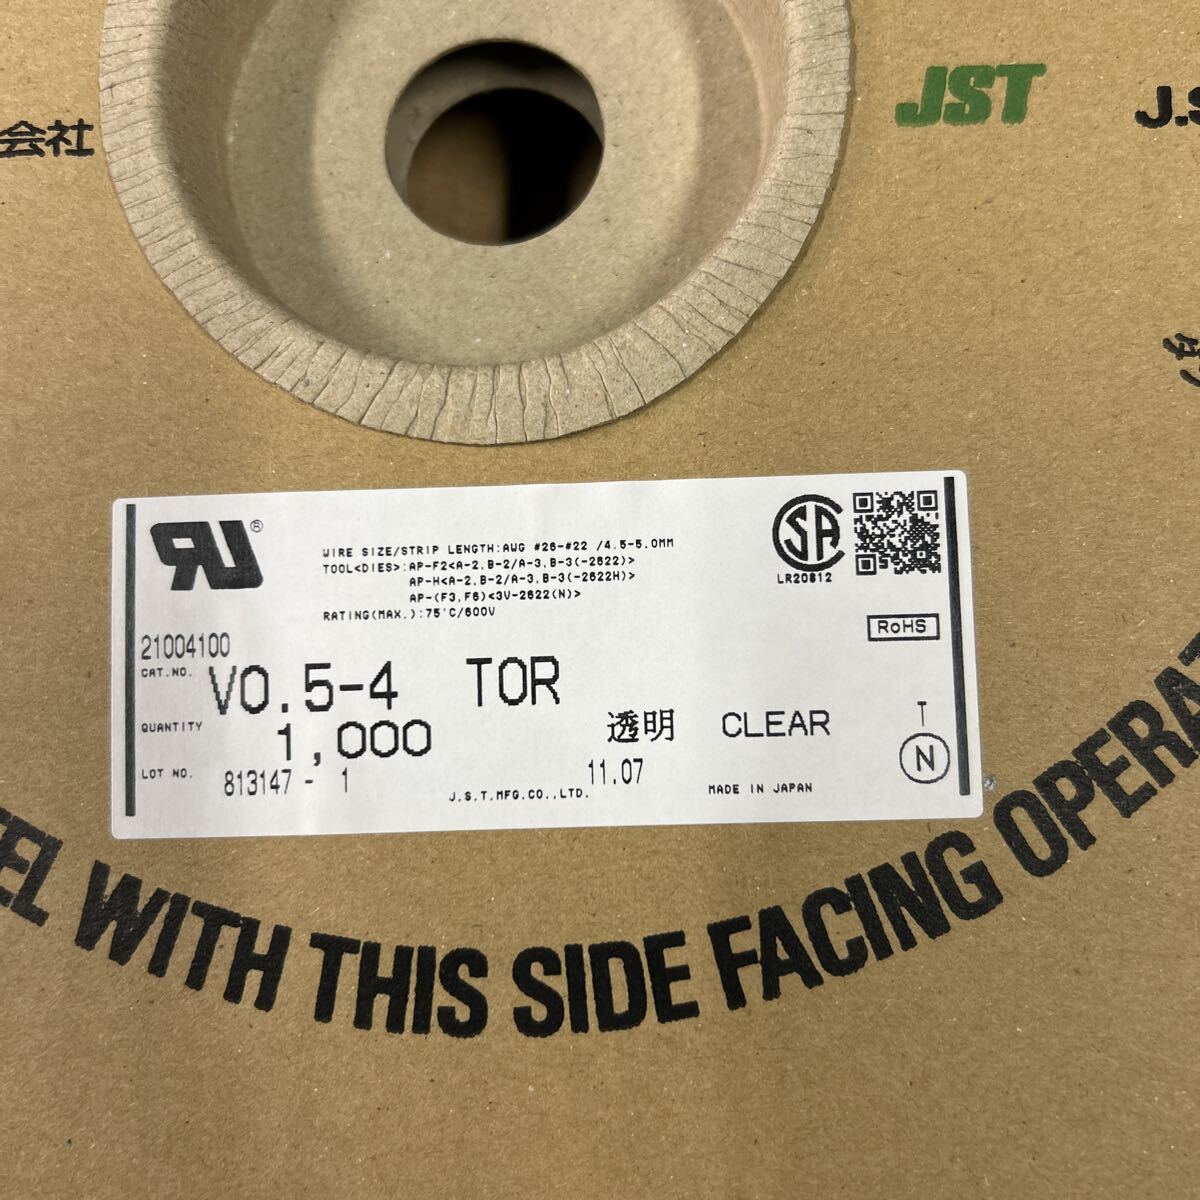 会社
JST
J.S
RU®
WIRE SIZE/STRIP LENGTH:AWG #26-#22 /4.5-5.0MM
TOOL<DIES>:AP-F2<A-2,B-2/A-3,B-3(-2622)>
AP-H<A-2,B-2/A-3,B-3(-2622H)>
AP-(F3,F6)<3V-2622(N)>
RATING(MAX.):75°C/600V
SA
LR20812
RoHS
21004100
CAT.NO. V0.5-4 TOR
QUANTITY 1,000
透明 CLEAR
T
N
LOT NO. 813147 - 1
11.07
J.S.T.MFG.CO.,LTD.
MADE IN JAPAN
EEL WITH THIS SIDE FACING OPERAT